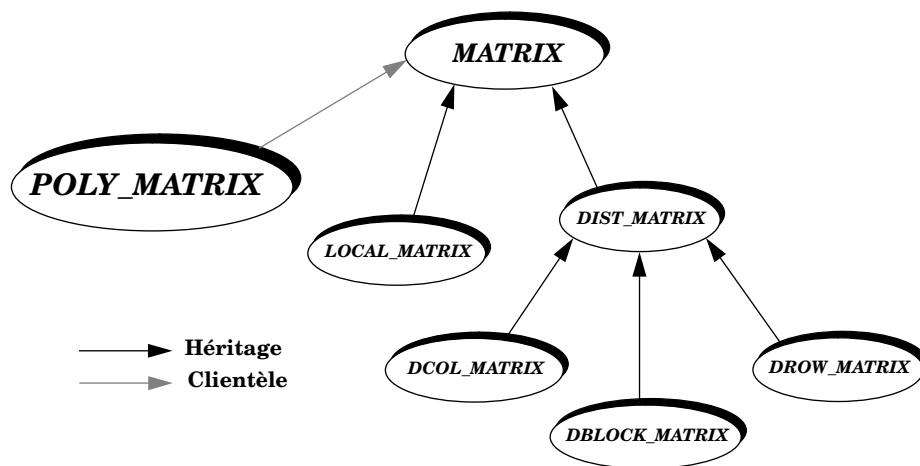 MATRIX
POLY_MATRIX
DIST_MATRIX
LOCAL_MATRIX
Héritage
Clientèle
DCOL_MATRIX
DROW_MATRIX
DBLOCK_MATRIX